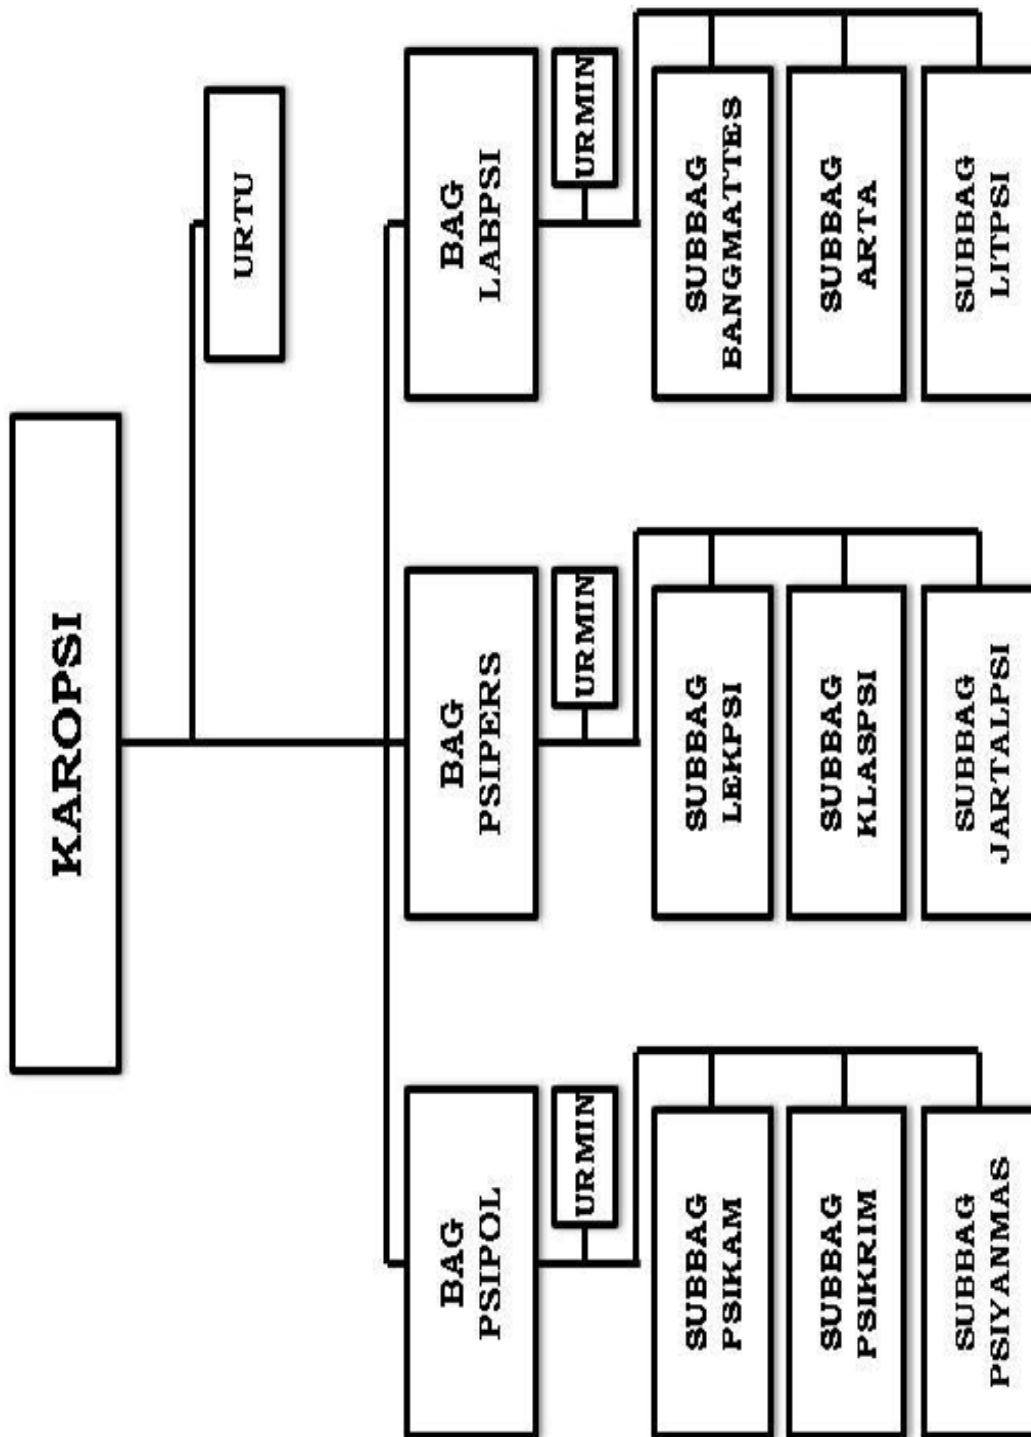 KAROPSI
URTU
BAG
PSIPOL
BAG
PSIPERS
BAG
LABPSI
URMIN
URMIN
URMIN
SUBBAG
PSIKAM
SUBBAG
LEKPSI
SUBBAG
BANGMATTES
SUBBAG
PSIKRIM
SUBBAG
KLASPSI
SUBBAG
ARTA
SUBBAG
PSIYANMAS
SUBBAG
JARTALPSI
SUBBAG
LITPSI